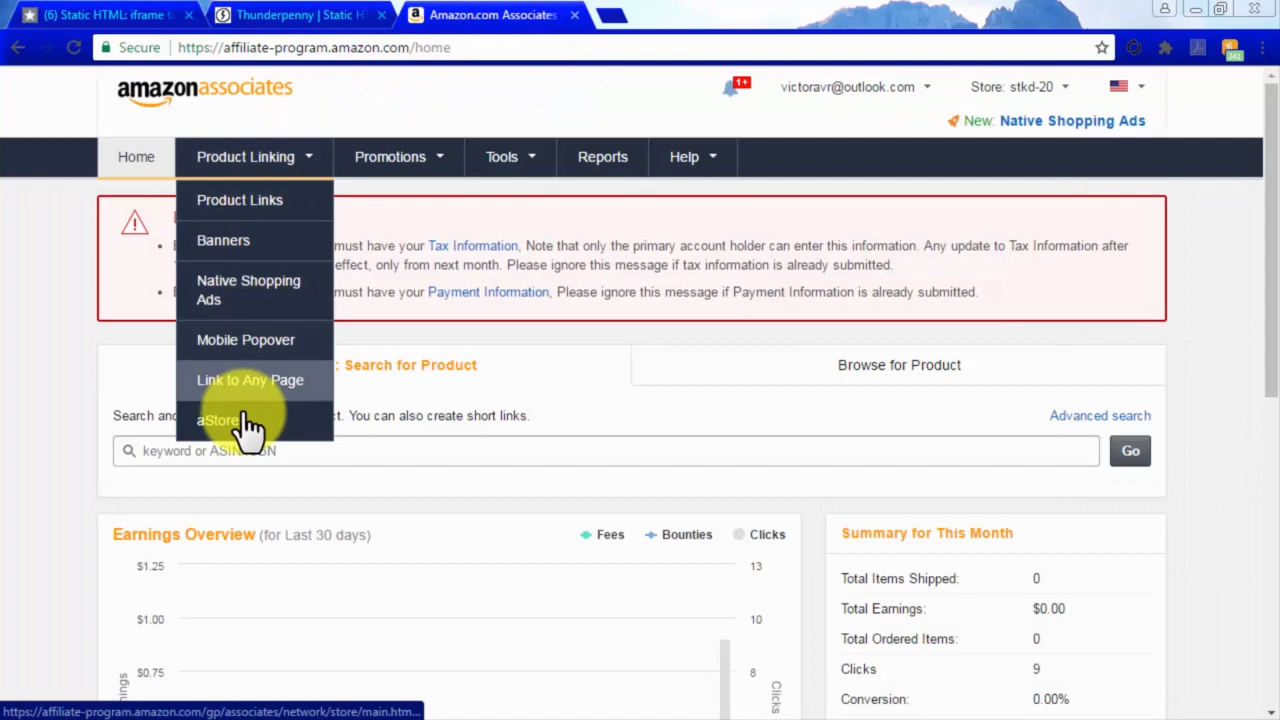 (6) Static HTML: iframe t
Thunderpenny | Static H
Amazon.com Associates
Secure
https://affiliate-program.amazon.com/home
241
amazonassociates
1+
victoravr@outlook.com
Store: stkd-20
New: Native Shopping Ads
Home
Product Linking
Promotions
Tools
Reports
Help
Product Links
Banners
Native Shopping
Ads
Mobile Popover
Link to Any Page
aStore
must have your Tax Information, Note that only the primary account holder can enter this information. Any update to Tax Information after
effect, only from next month. Please ignore this message if tax information is already submitted.
must have your Payment Information, Please ignore this message if Payment Information is already submitted.
: Search for Product
Browse for Product
Search an
t. You can also create short links.
Advanced search
keyword or ASIN
Go
Earnings Overview (for Last 30 days)
Fees
Bounties
Clicks
Summary for This Month
$1.25
13
$1.00
10
$0.75
8
Clicks
Total Items Shipped: 0
Total Earnings: $0.00
Total Ordered Items: 0
Clicks 9
Conversion: 0.00%
https://affiliate-program.amazon.com/gp/associates/network/store/main.htm...